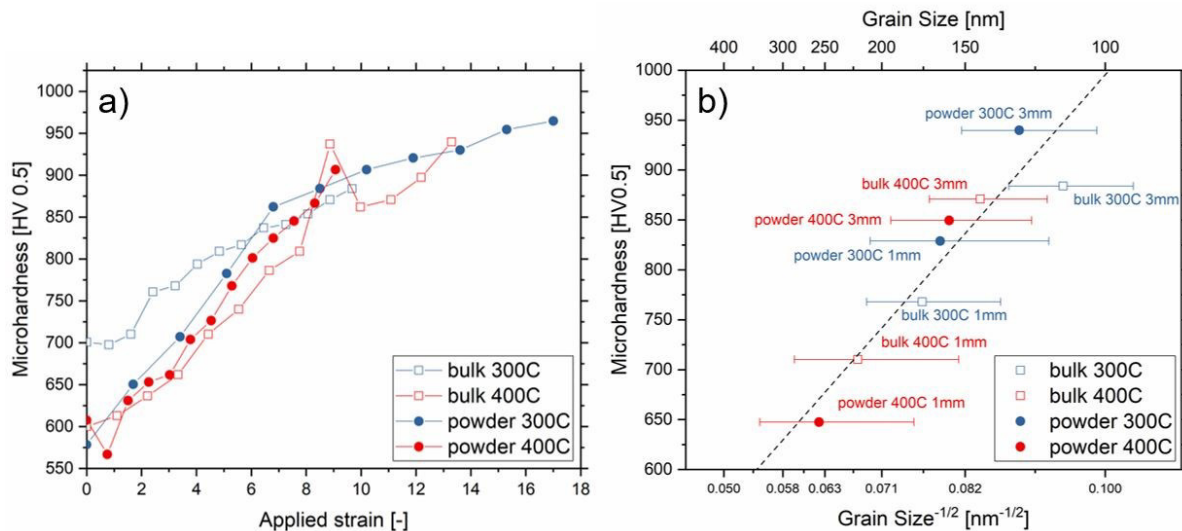 a)
1000
950
900
850
800
750
700
650
600
550
Microhardness [HV 0.5]
0 2 4 6 8 10 12 14 16 18
Applied strain [-]
bulk 300C
bulk 400C
powder 300C
powder 400C
b)
Grain Size [nm]
400 300 260 200 150 100
1000
950
900
850
800
750
700
650
600
Microhardness [HV0.5]
powder 300C 3mm
bulk 400C 3mm
bulk 300C 3mm
powder 400C 3mm
powder 300C 1mm
bulk 300C 1mm
bulk 400C 1mm
powder 400C 1mm
bulk 300C
bulk 400C
powder 300C
powder 400C
0.050 0.058 0.063 0.071 0.082 0.100
Grain Size-1/2 [nm-1/2]